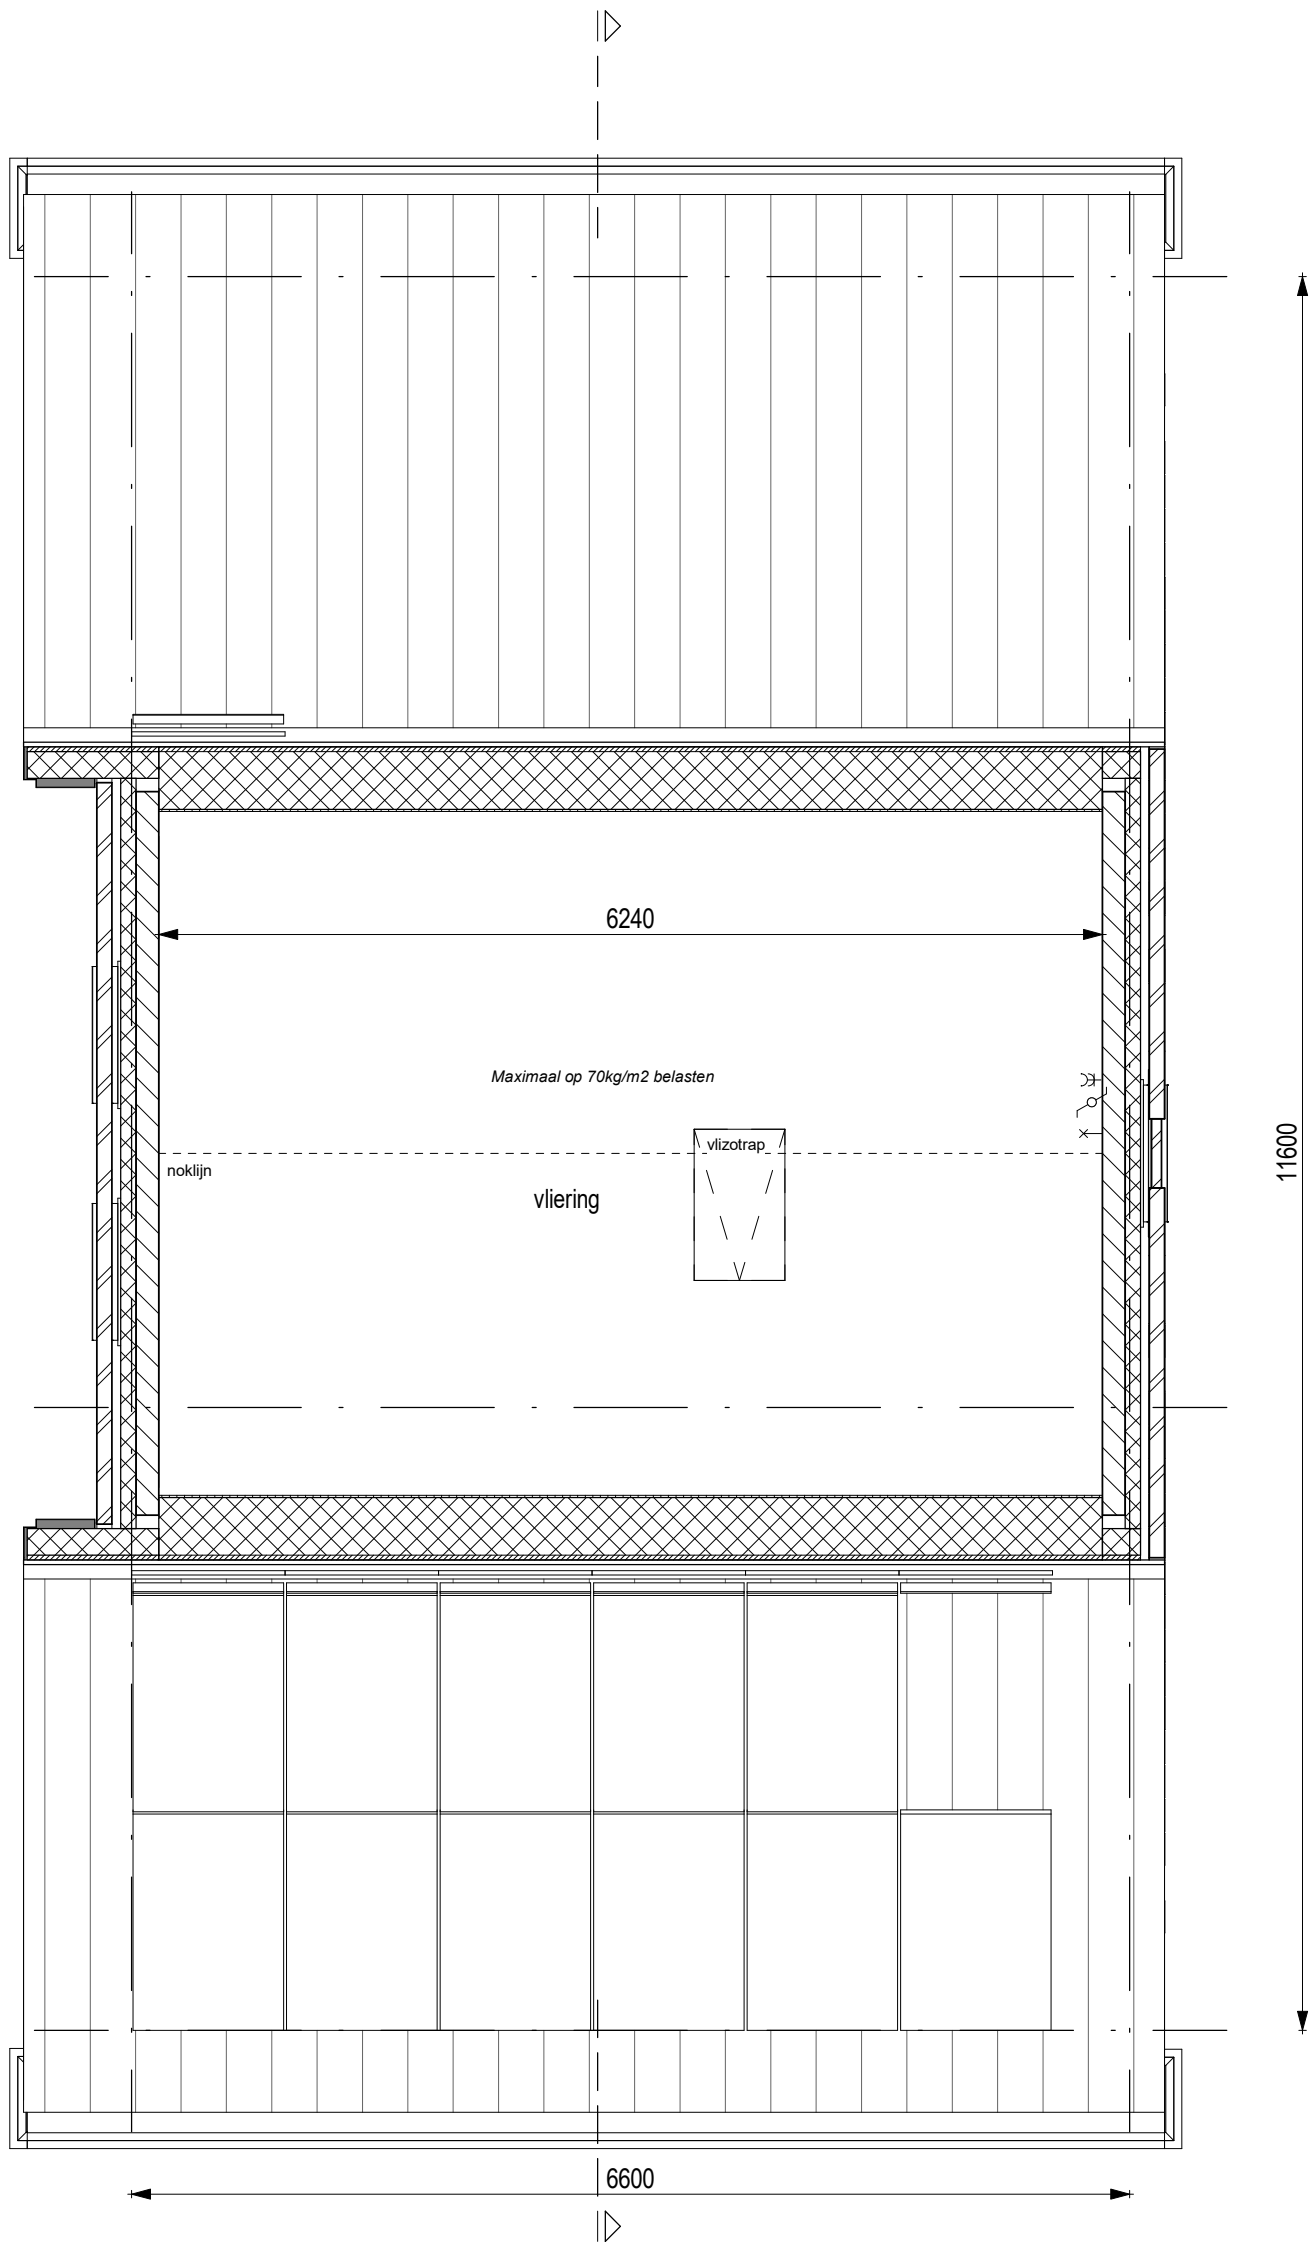 6240
Maximaal op 70kg/m2 belasten
vlizotrap
noklijn
vliering
11600
6600